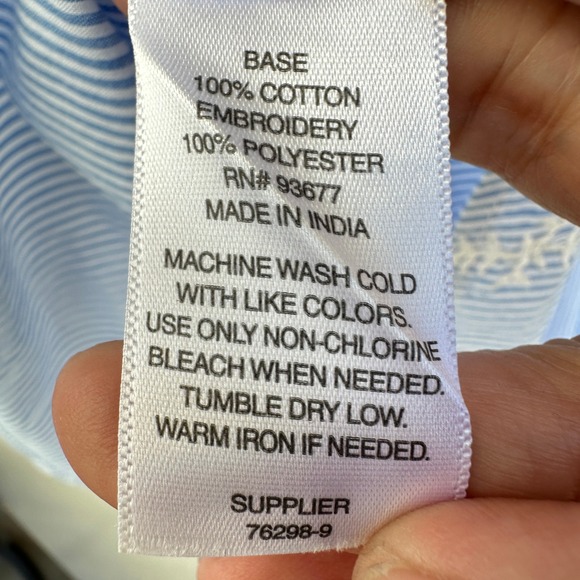 BASE
100% COTTON
EMBROIDERY
100% POLYESTER
RN# 93677
MADE IN INDIA
MACHINE WASH COLD
WITH LIKE COLORS.
USE ONLY NON-CHLORINE
BLEACH WHEN NEEDED.
TUMBLE DRY LOW.
WARM IRON IF NEEDED.
SUPPLIER
76298-9